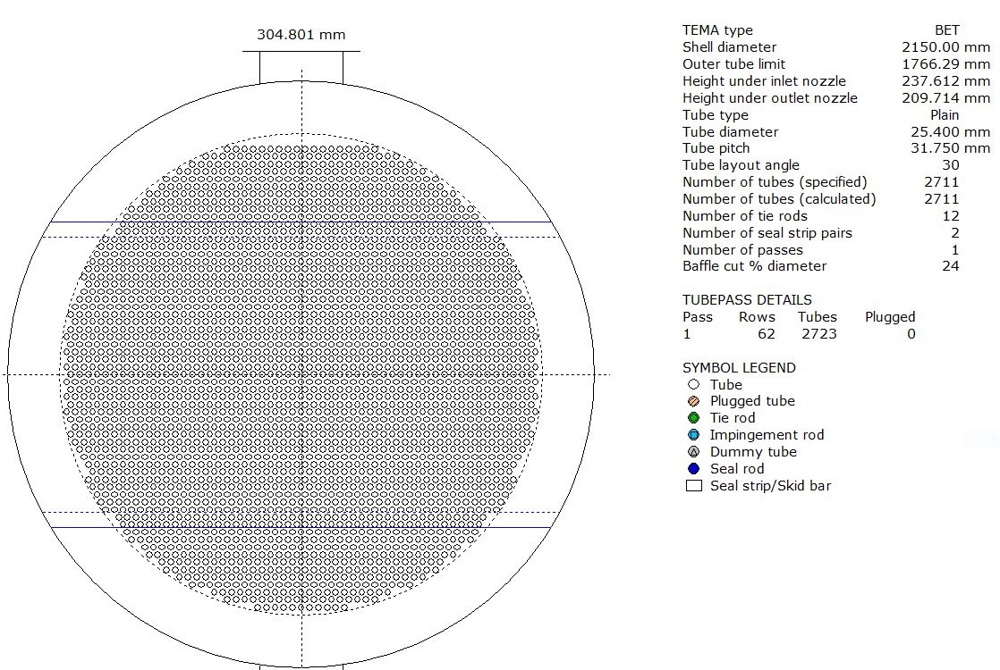 304.801 mm
TEMA type BET
Shell diameter 2150.00 mm
Outer tube limit 1766.29 mm
Height under inlet nozzle 237.612 mm
Height under outlet nozzle 209.714 mm
Tube type Plain
Tube diameter 25.400 mm
Tube pitch 31.750 mm
Tube layout angle 30
Number of tubes (specified) 2711
Number of tubes (calculated) 2711
Number of tie rods 12
Number of seal strip pairs 2
Number of passes 1
Baffle cut % diameter 24
TUBEPASS DETAILS
Pass Rows Tubes Plugged
1 62 2723 0
SYMBOL LEGEND
Tube
Plugged tube
Tie rod
Impingement rod
Dummy tube
Seal rod
Seal strip/Skid bar